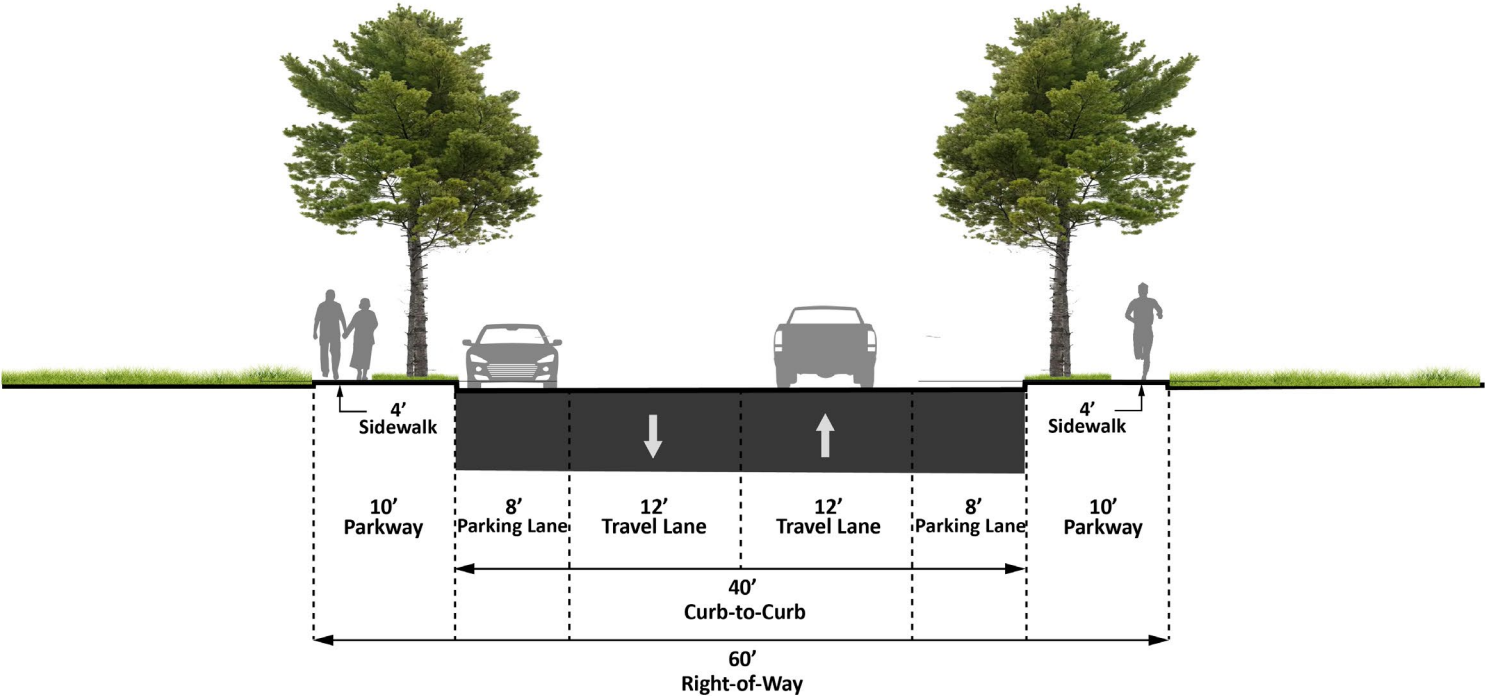 4’
Sidewalk
4’
Sidewalk
10’
Parkway
8’
Parking Lane
12’
Travel Lane
12’
Travel Lane
8’
Parking Lane
10’
Parkway
40’
Curb-to-Curb
60’
Right-of-Way